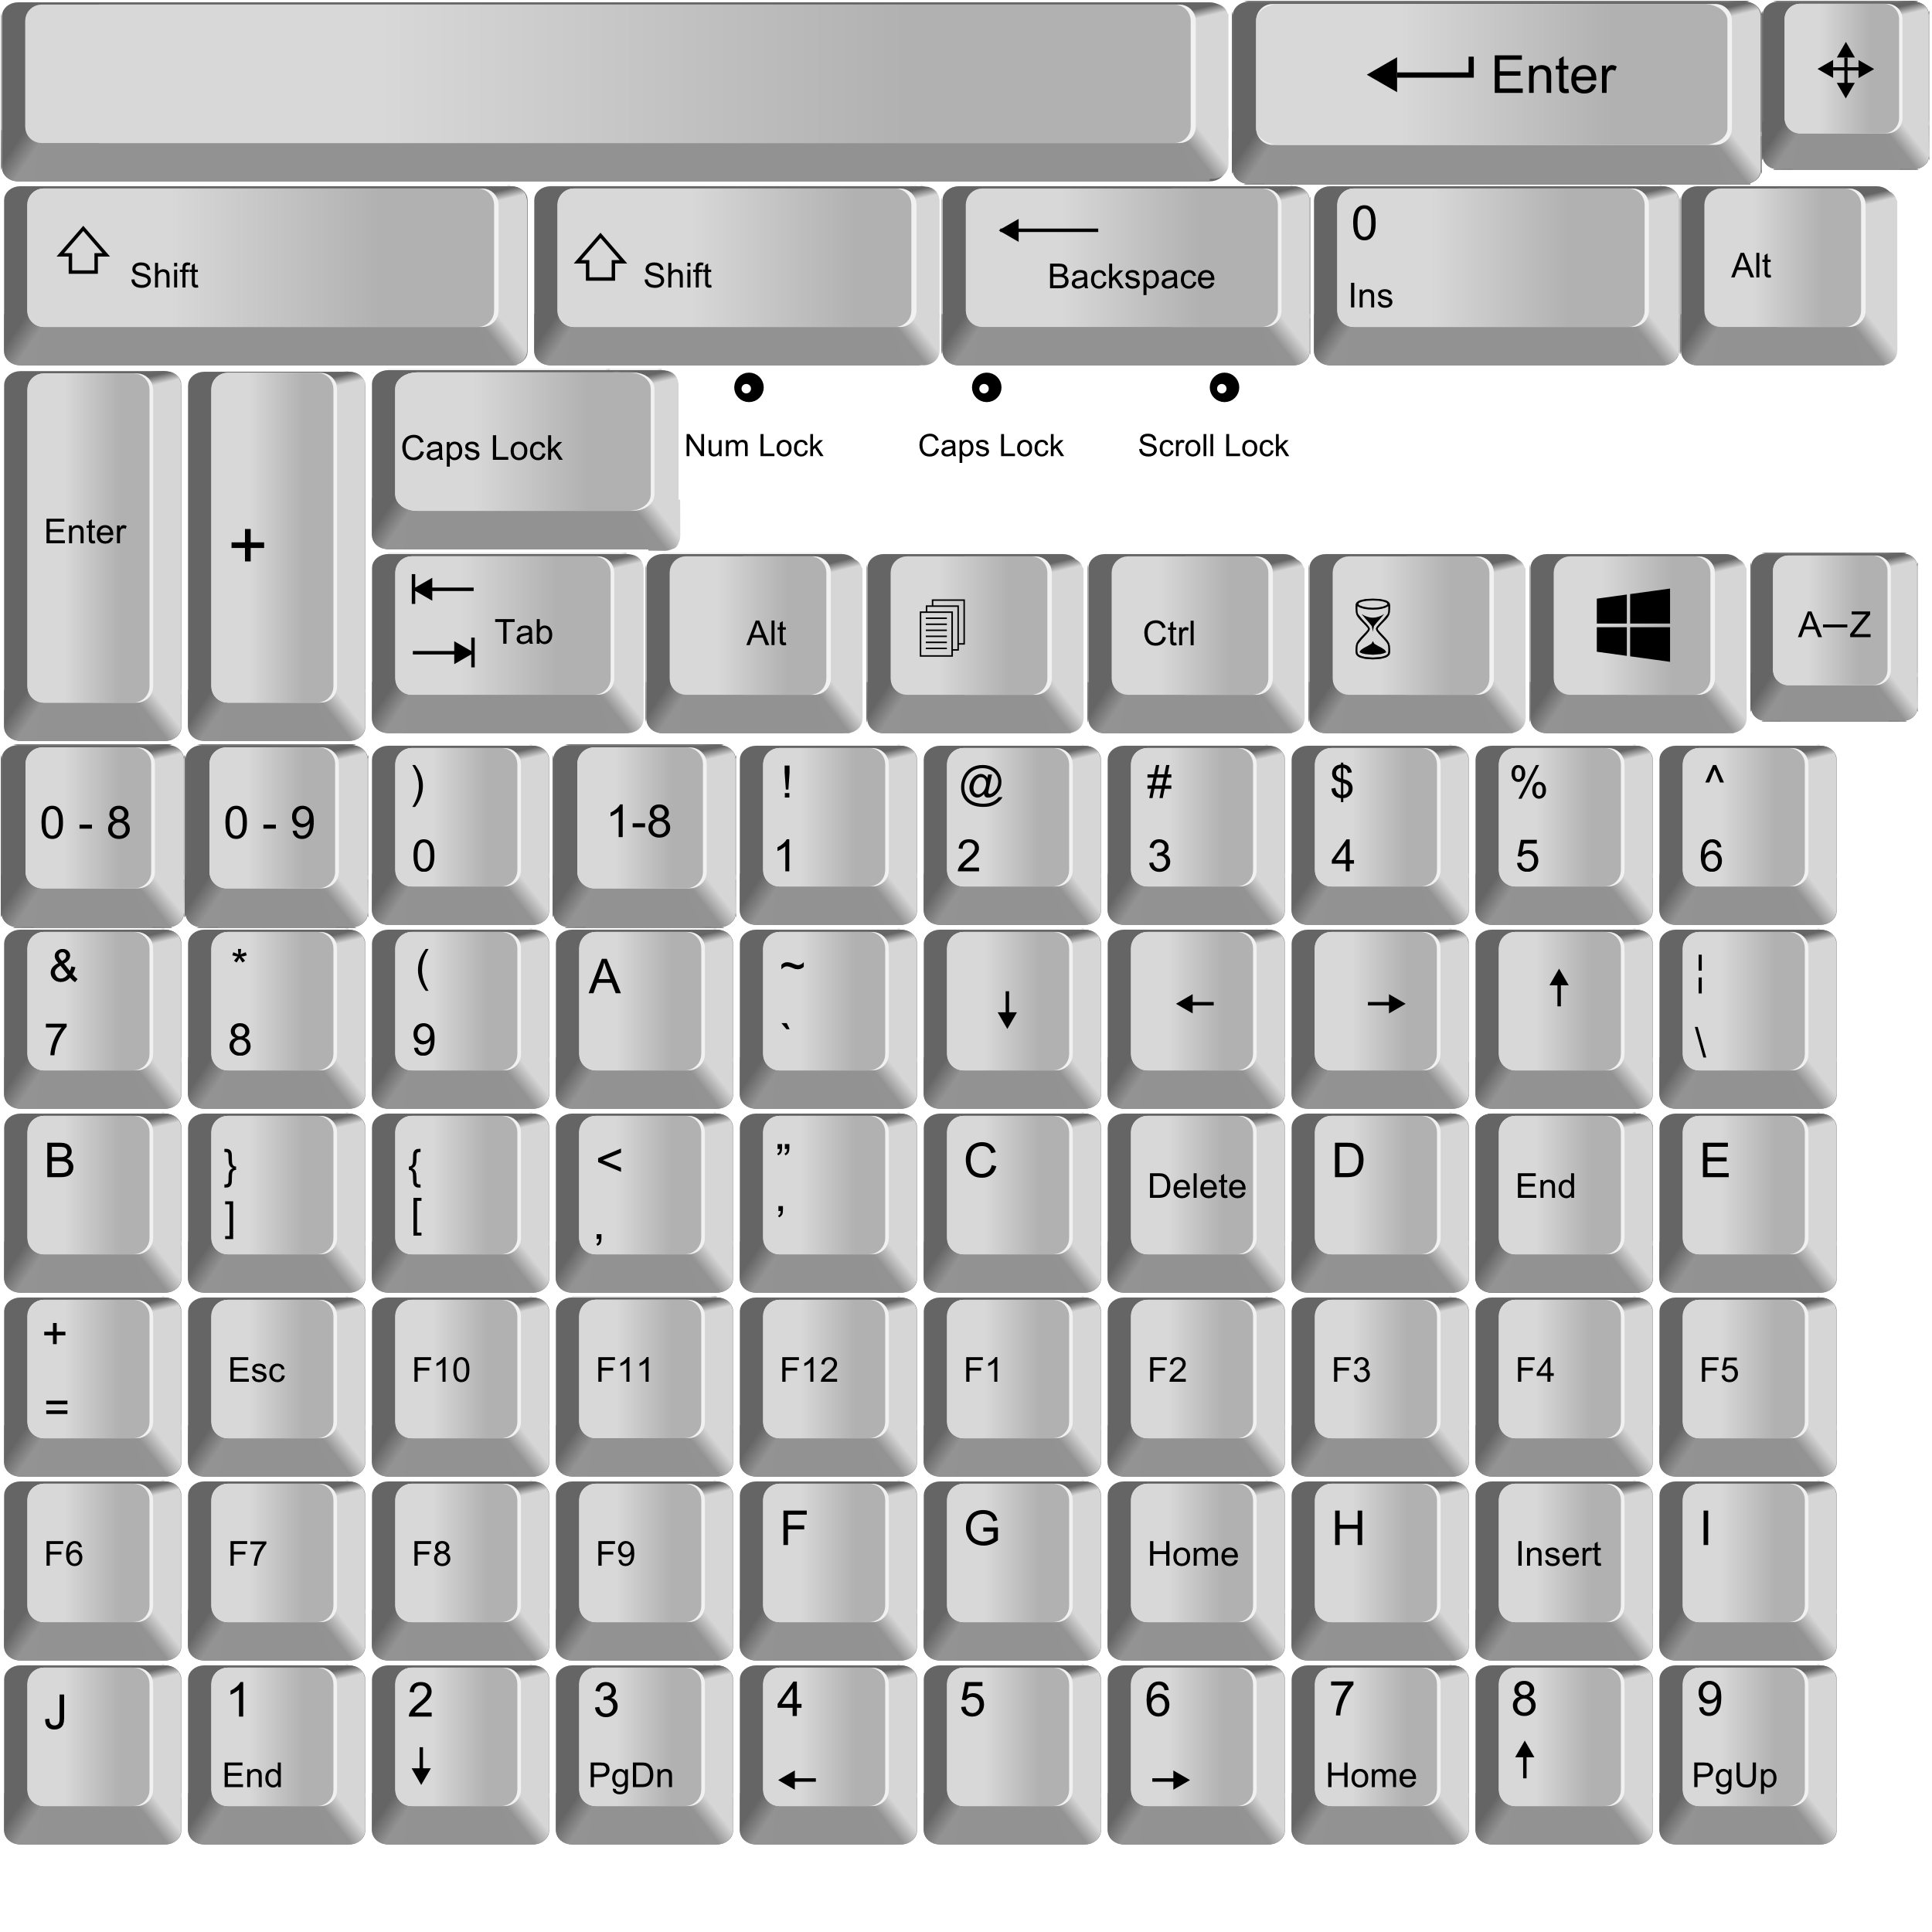 Enter
Shift
Shift
Backspace
0
Ins
Alt
Caps Lock
Num Lock
Caps Lock
Scroll Lock
Enter
+
Tab
Alt
Ctrl
A–Z
0 - 8
0 - 9
)
0
1-8
!
1
@
2
#
3
$
4
%
5
^
6
&
7
*
8
(
9
A
~
`
¦
\
B
}
]
{
[
<
,
”
,
C
Delete
D
End
E
+
=
Esc
F10
F11
F12
F1
F2
F3
F4
F5
F6
F7
F8
F9
F
G
Home
H
Insert
I
J
1
End
2
3
PgDn
4
5
6
7
Home
8
9
PgUp